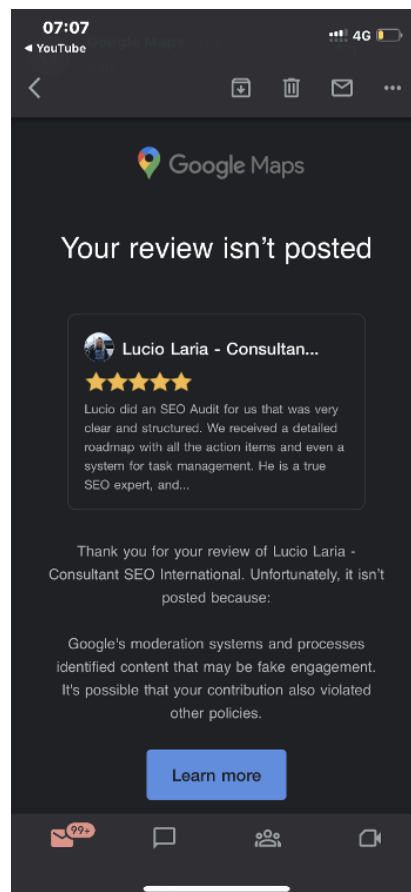 07:07
4G
◀ YouTube
Google Maps
Your review isn't posted
Lucio Laria - Consultan...
Lucio did an SEO Audit for us that was very
clear and structured. We received a detailed
roadmap with all the action items and even a
system for task management. He is a true
SEO expert, and...
Thank you for your review of Lucio Laria -
Consultant SEO International. Unfortunately, it isn't
posted because:
Google's moderation systems and processes
identified content that may be fake engagement.
It's possible that your contribution also violated
other policies.
Learn more
99+